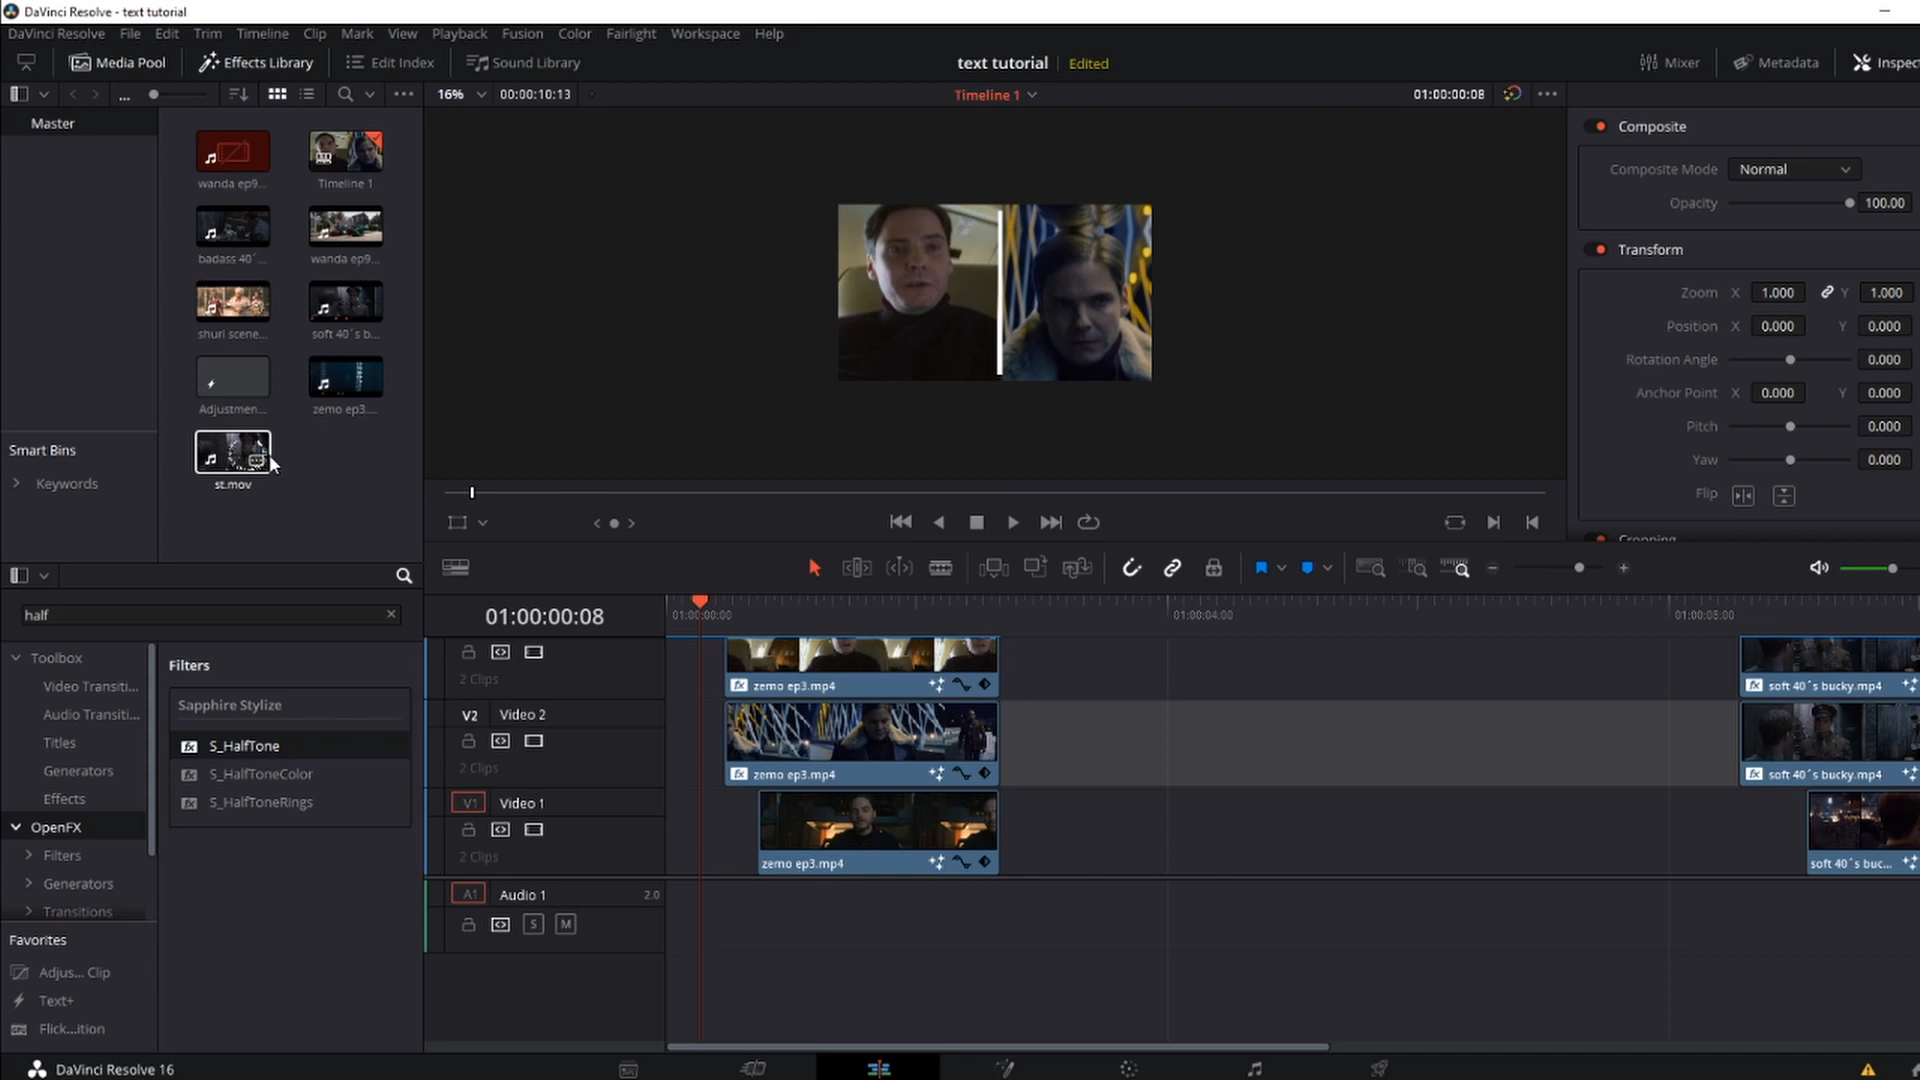 DaVinci Resolve - text tutorial
DaVinci Resolve File Edit Trim Timeline Clip Mark View Playback Fusion Color Fairlight Workspace Help
Media Pool Effects Library Edit Index Sound Library text tutorial Edited Mixer Metadata Inspec
... 16% 00:00:10:13 Timeline 1 01:00:00:08
Master
wanda ep9... Timeline 1
badass 40´... wanda ep9...
shuri scene... soft 40´s b...
Adjustmen... zemo ep3....
st.mov
Smart Bins
Keywords
Composite
Composite Mode Normal
Opacity 100.00
Transform
Zoom X 1.000 Y 1.000
Position X 0.000 Y 0.000
Rotation Angle 0.000
Anchor Point X 0.000 Y 0.000
Pitch 0.000
Yaw 0.000
Flip
Cropping
half
Toolbox
Video Transiti...
Audio Transiti...
Titles
Generators
Effects
OpenFX
Filters
Generators
Transitions
Favorites
Adjus... Clip
Text+
Flick...ition
Filters
Sapphire Stylize
fx S_HalfTone
fx S_HalfToneColor
fx S_HalfToneRings
01:00:00:08 01:00:00:00 01:00:04:00 01:00:08:00
2 Clips fx zemo ep3.mp4 fx soft 40´s bucky.mp4
V2 Video 2
2 Clips fx zemo ep3.mp4 fx soft 40´s bucky.mp4
V1 Video 1
2 Clips zemo ep3.mp4 soft 40´s buc...
A1 Audio 1 2.0
S M
DaVinci Resolve 16